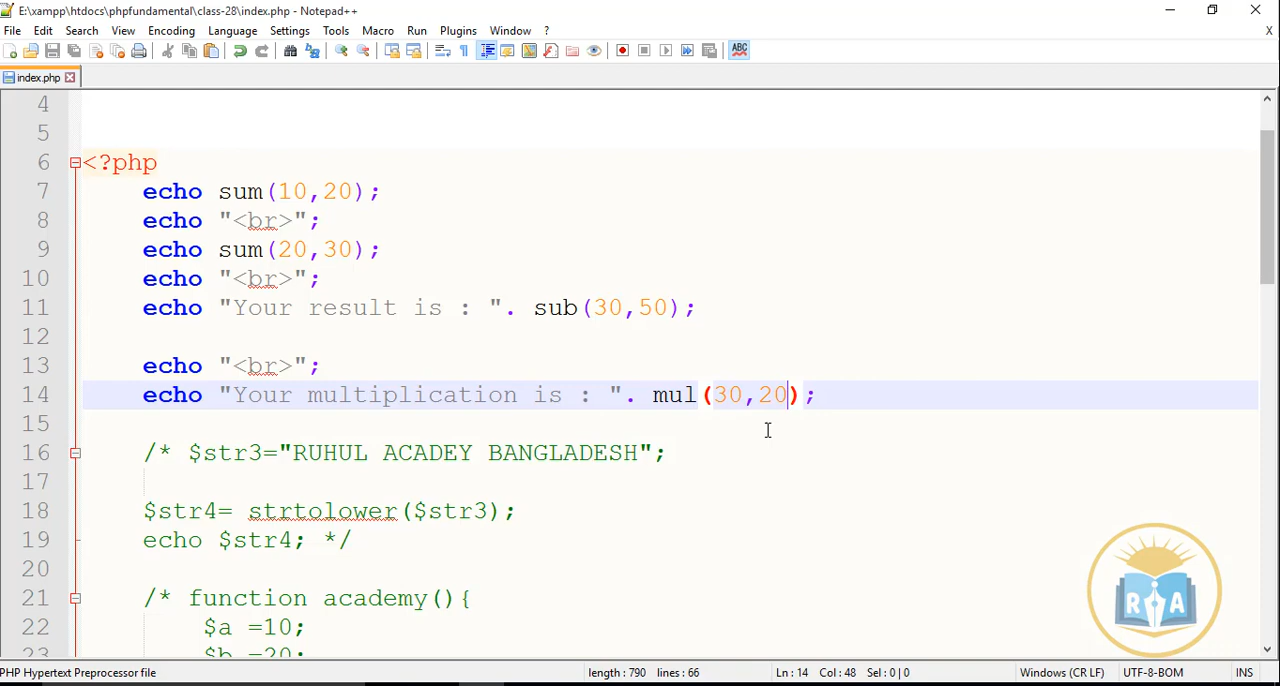 E:\xampp\htdocs\phpfundamental\class-28\index.php - Notepad++
File Edit Search View Encoding Language Settings Tools Macro Run Plugins Window ? X
ABC
index.php
4
5
6 <?php
7 echo sum(10,20);
8 echo "<br>";
9 echo sum(20,30);
10 echo "<br>";
11 echo "Your result is : ". sub(30,50);
12
13 echo "<br>";
14 echo "Your multiplication is : ". mul(30,20);
15
16 /* $str3="RUHUL ACADEY BANGLADESH";
17
18 $str4= strtolower($str3);
19 echo $str4; */
20
21 /* function academy(){
22 $a =10;
23 $b =20;
R A
PHP Hypertext Preprocessor file length : 790 lines : 66 Ln : 14 Col : 48 Sel : 0 | 0 Windows (CR LF) UTF-8-BOM INS